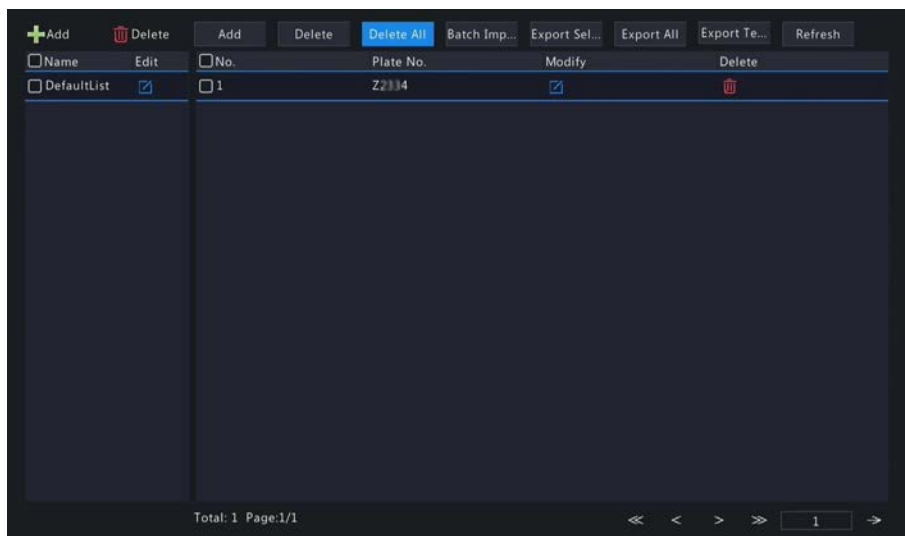 Add Delete Add Delete Delete All Batch Imp... Export Sel... Export All Export Te... Refresh
Name Edit No. Plate No. Modify Delete
DefaultList 1
Total: 1 Page:1/1
1